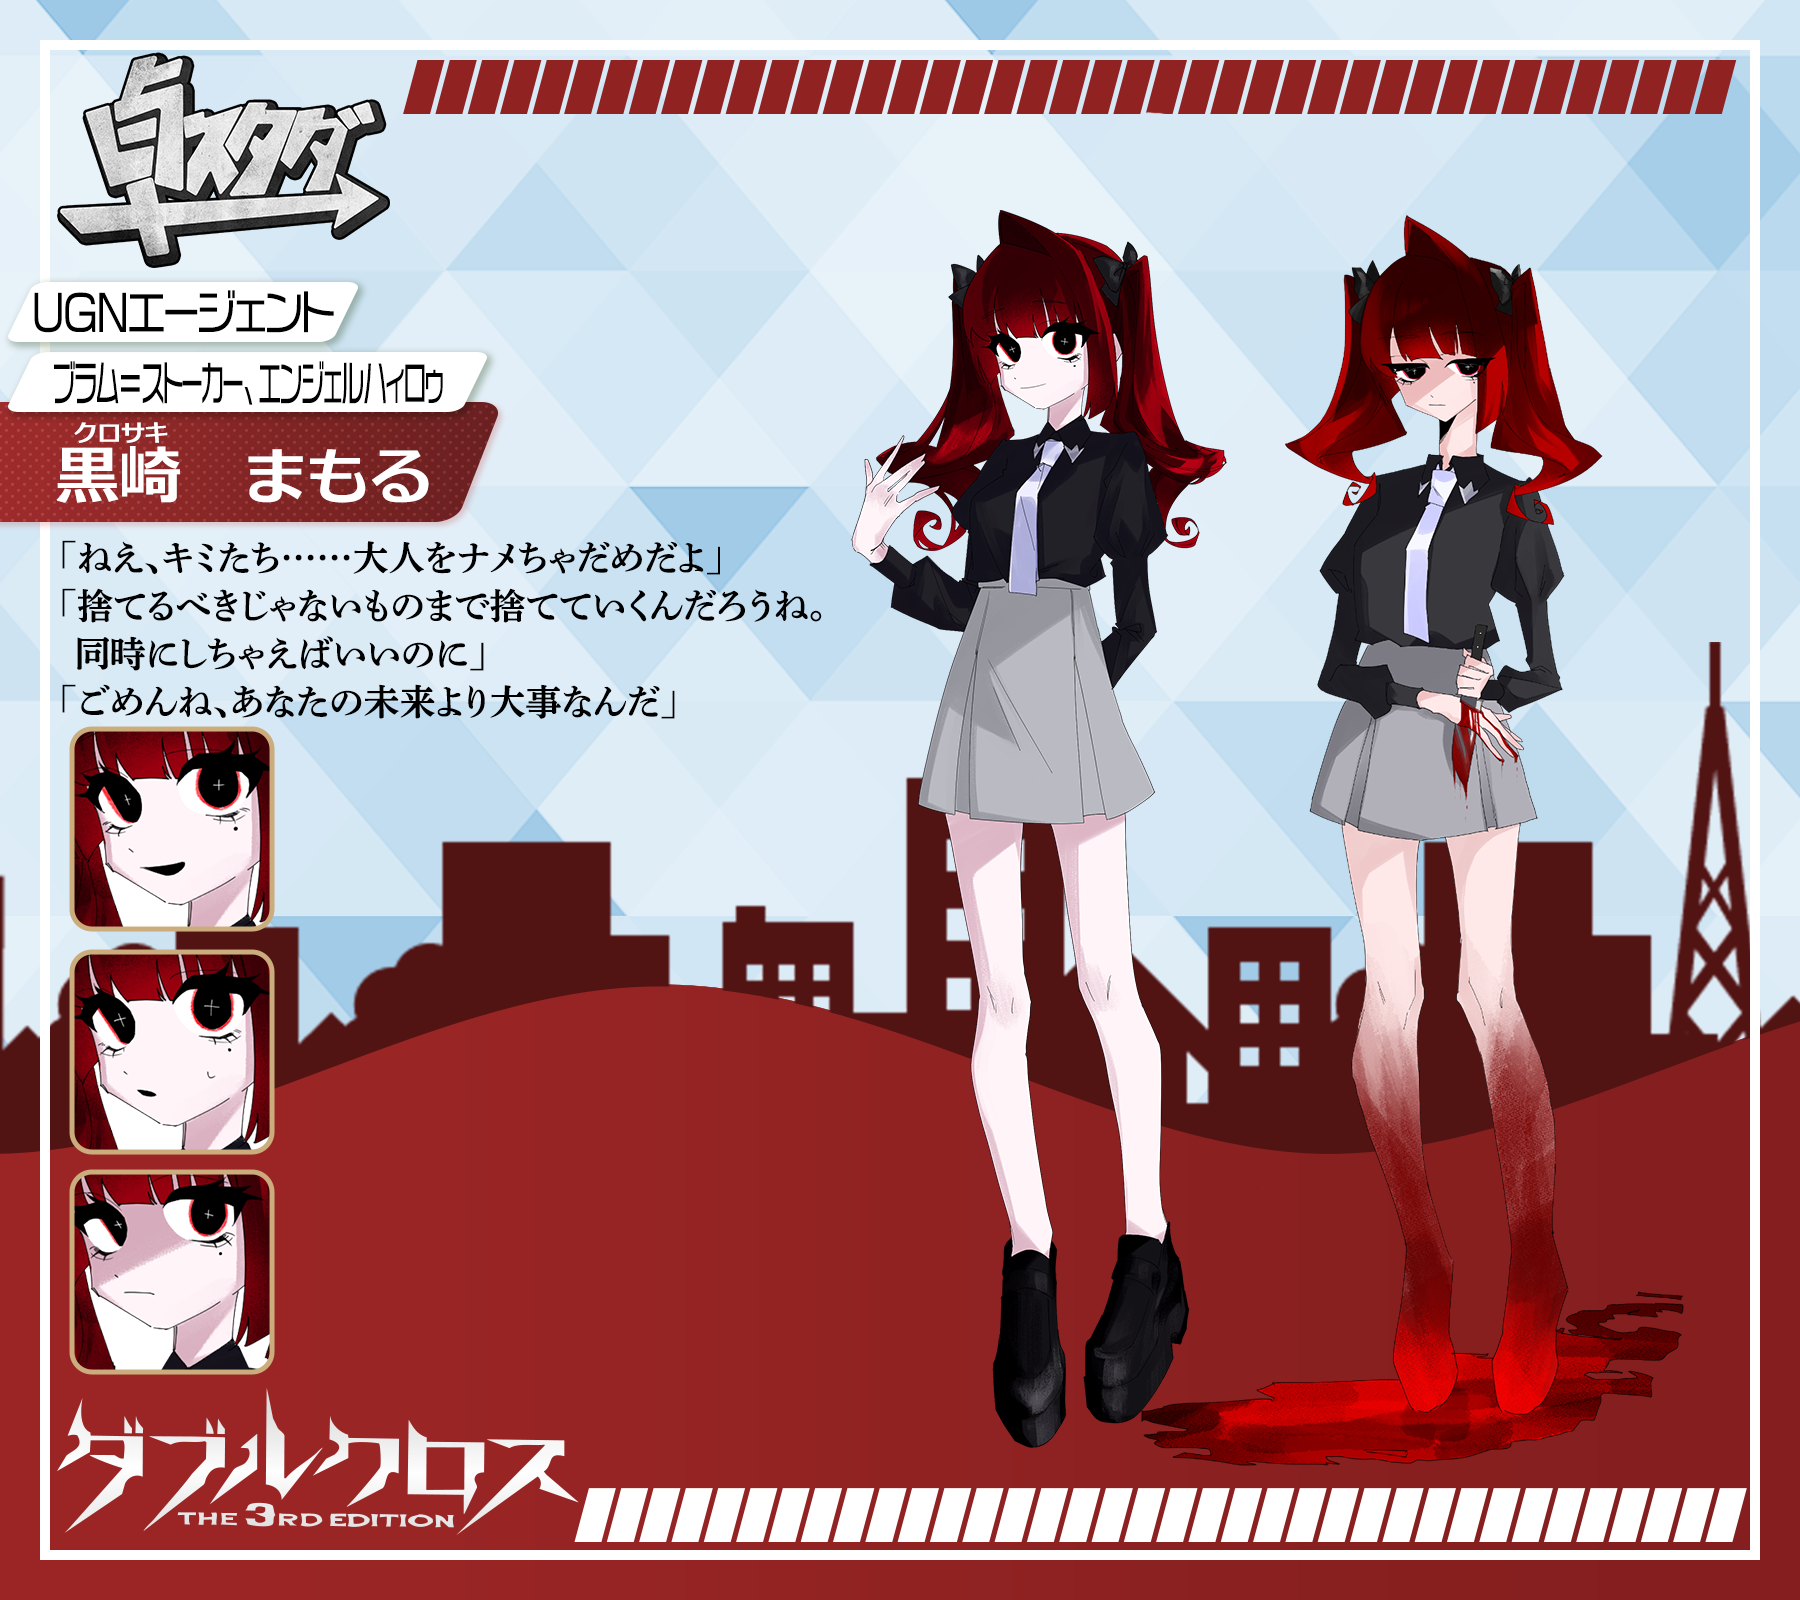 卓スタダ
UGNエージェント
ブラム=ストーカー、エンジェルハィロゥ
クロサキ
黒崎　まもる
「ねえ、キミたち……大人をナメちゃだめだよ」
「捨てるべきじゃないものまで捨てていくんだろうね。
同時にしちゃえばいいのに」
「ごめんね、あなたの未来より大事なんだ」
ダブルクロス
THE 3RD EDITION